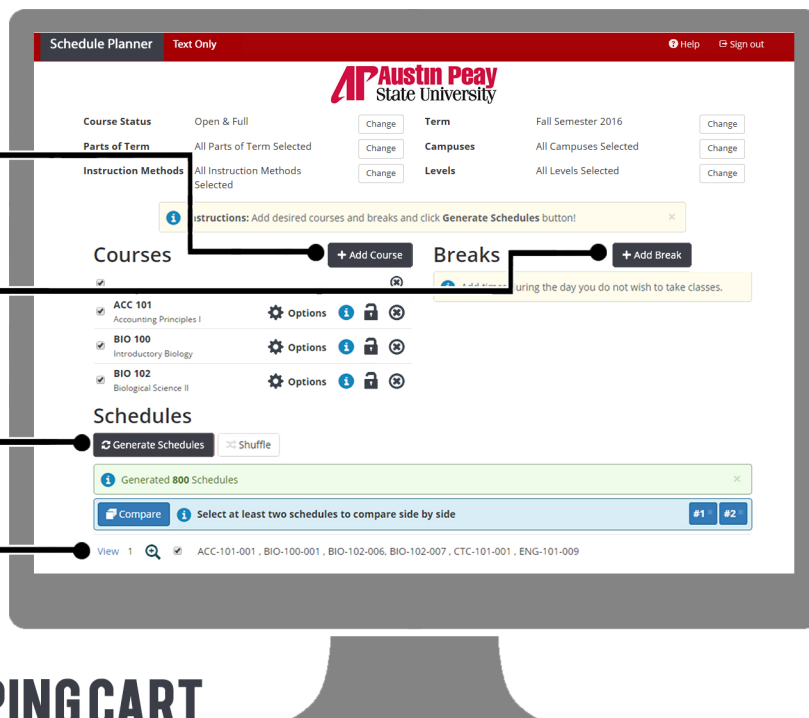 Schedule Planner Text Only Help Sign out
AP Austin Peay
State University
Course Status Open & Full Change Term Fall Semester 2016 Change
Parts of Term All Parts of Term Selected Change Campuses All Campuses Selected Change
Instruction Methods All Instruction Methods Selected Change Levels All Levels Selected Change
Instructions: Add desired courses and breaks and click Generate Schedules button! ×
Courses + Add Course Breaks + Add Break
during the day you do not wish to take classes.
ACC 101
Accounting Principles I
Options
BIO 100
Introductory Biology
Options
BIO 102
Biological Science II
Options
Schedules
Generate Schedules Shuffle
Generated 800 Schedules ×
Compare Select at least two schedules to compare side by side #1 × #2 ×
View 1 ACC-101-001 , BIO-100-001 , BIO-102-006, BIO-102-007 , CTC-101-001 , ENG-101-009
PING CART